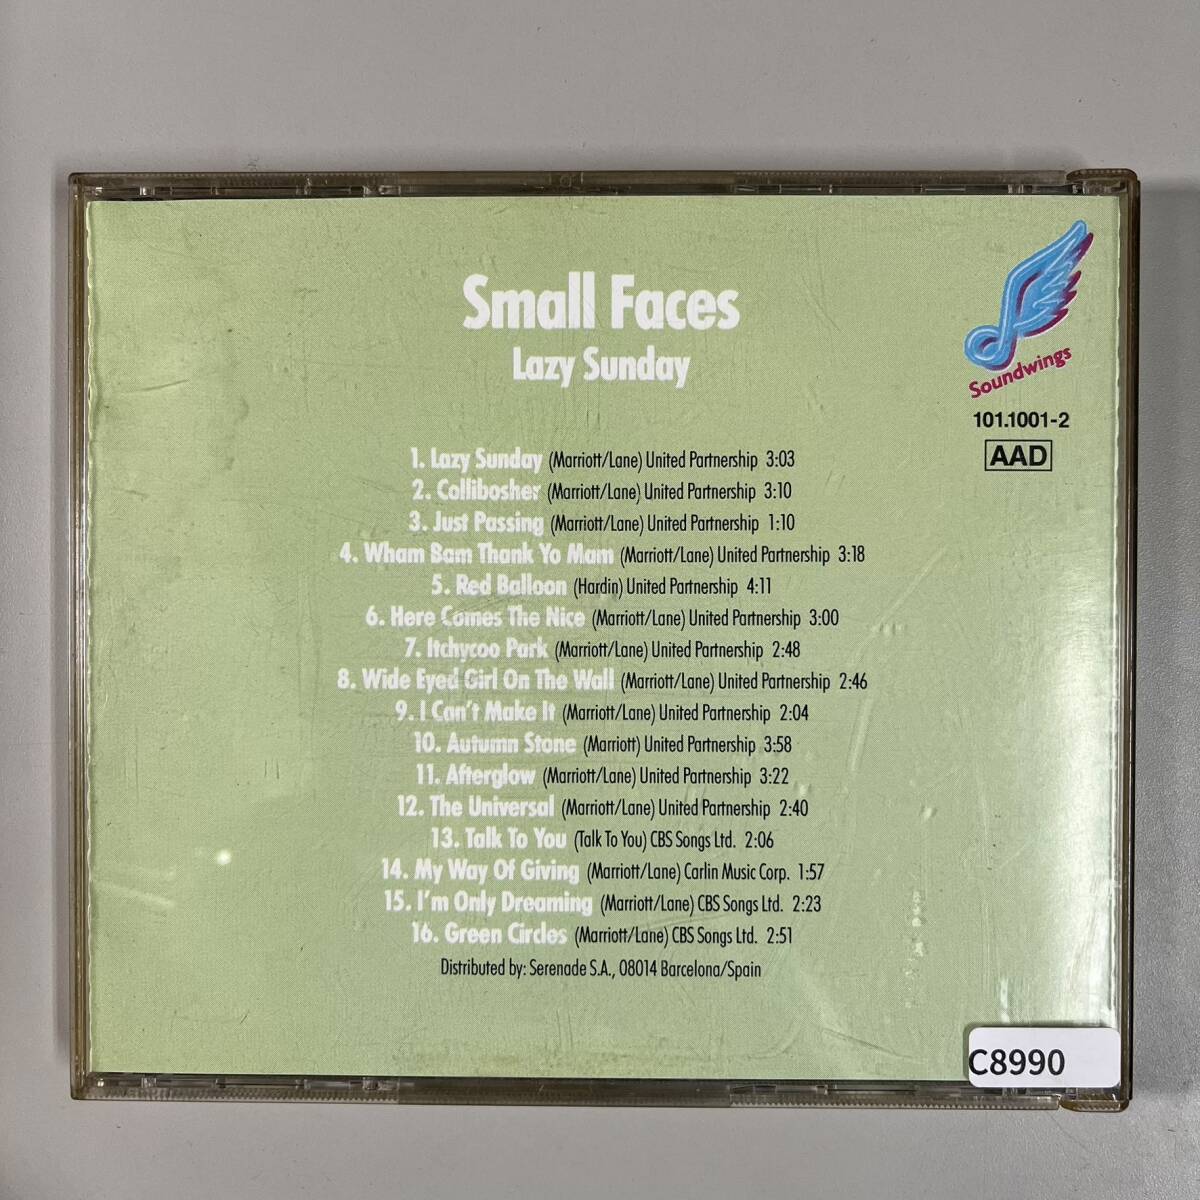 Small Faces
Lazy Sunday
Soundwings
101.1001-2
AAD
1. Lazy Sunday (Marriott/Lane) United Partnership 3:03
2. Collibosher (Marriott/Lane) United Partnership 3:10
3. Just Passing (Marriott/Lane) United Partnership 1:10
4. Wham Bam Thank Yo Mam (Marriott/Lane) United Partnership 3:18
5. Red Balloon (Hardin) United Partnership 4:11
6. Here Comes The Nice (Marriott/Lane) United Partnership 3:00
7. Itchycoo Park (Marriott/Lane) United Partnership 2:48
8. Wide Eyed Girl On The Wall (Marriott/Lane) United Partnership 2:46
9. I Can't Make It (Marriott/Lane) United Partnership 2:04
10. Autumn Stone (Marriott) United Partnership 3:58
11. Afterglow (Marriott/Lane) United Partnership 3:22
12. The Universal (Marriott/Lane) United Partnership 2:40
13. Talk To You (Talk To You) CBS Songs Ltd. 2:06
14. My Way Of Giving (Marriott/Lane) Carlin Music Corp. 1:57
15. I'm Only Dreaming (Marriott/Lane) CBS Songs Ltd. 2:23
16. Green Circles (Marriott/Lane) CBS Songs Ltd. 2:51
Distributed by: Serenade S.A., 08014 Barcelona/Spain
C8990